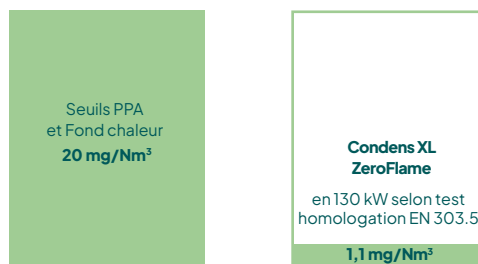 Seuils PPA
et Fond chaleur
20 mg/Nm³
Condens XL
ZeroFlame
en 130 kW selon test
homologation EN 303.5
1,1 mg/Nm³